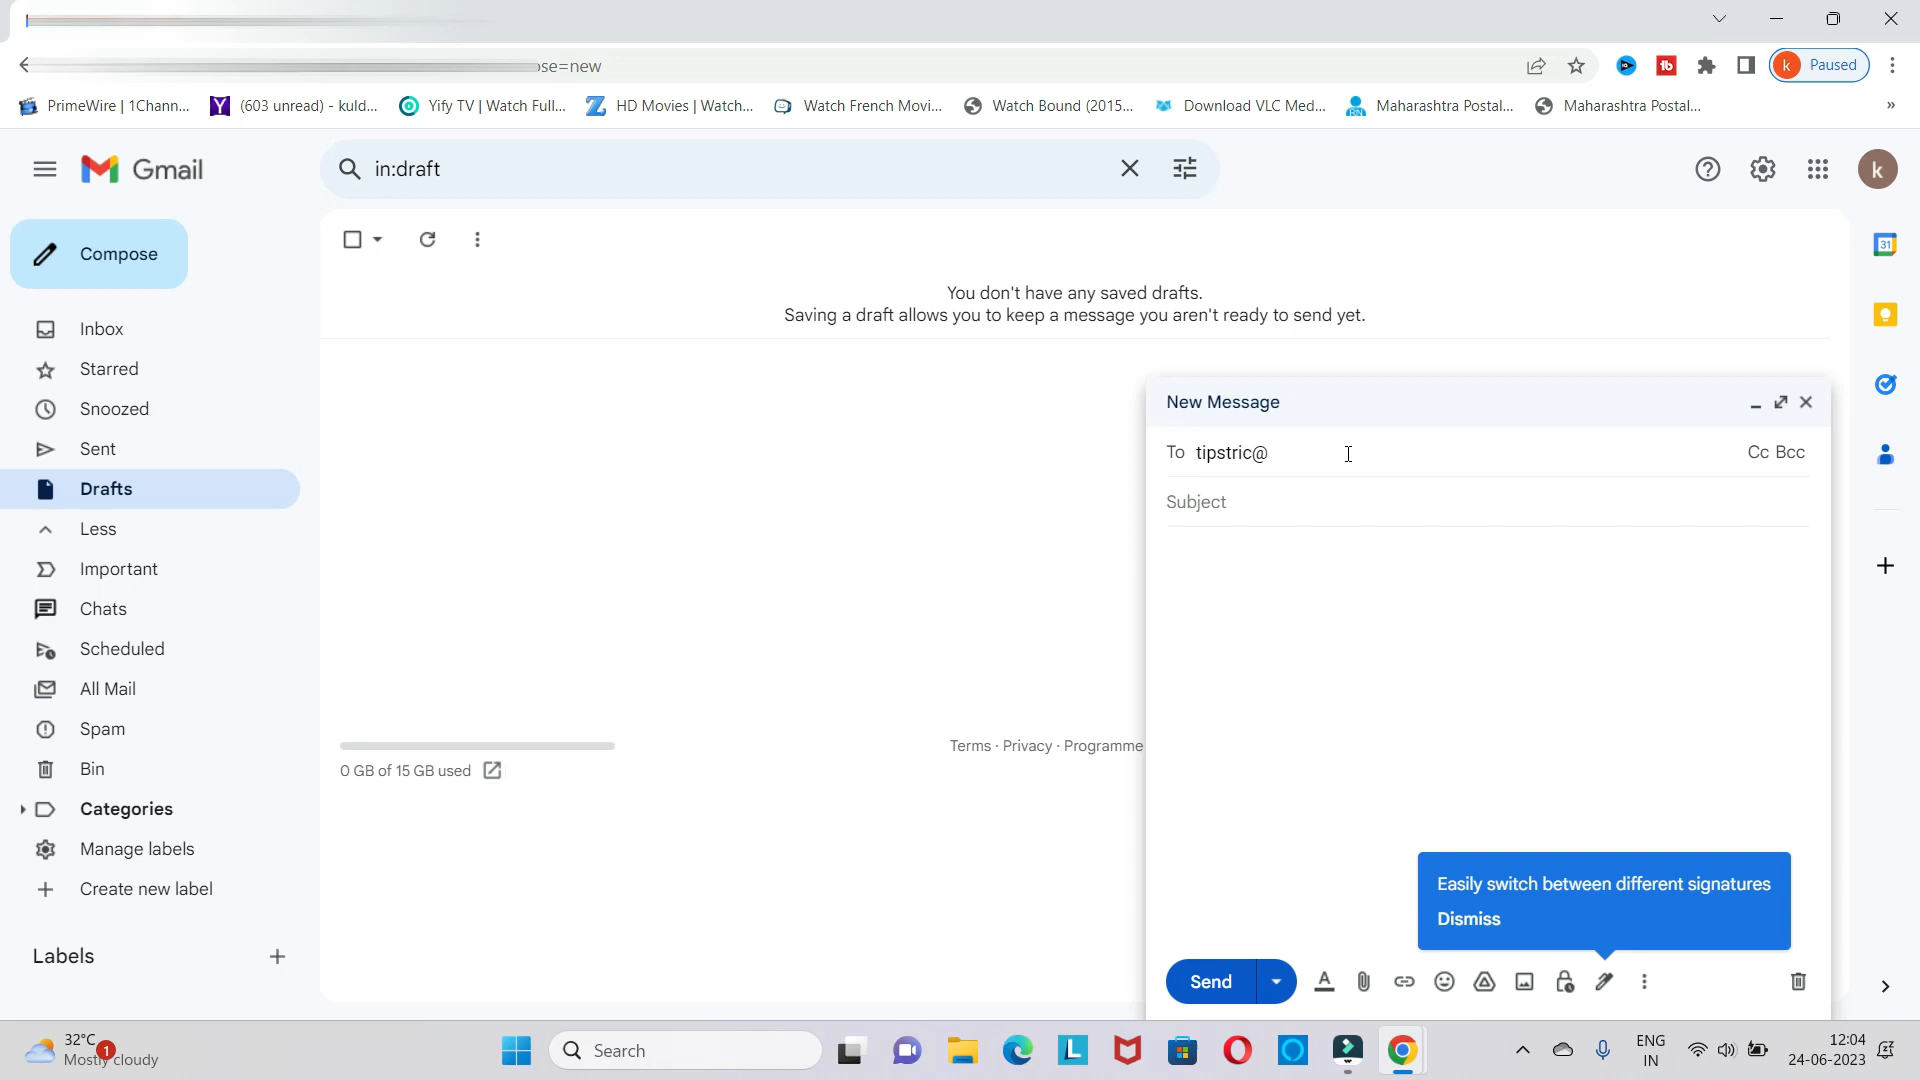 ose=new
Paused
PrimeWire | 1Chann...
(603 unread) - kuld...
Yify TV | Watch Full...
HD Movies | Watch...
Watch French Movi...
Watch Bound (2015...
Download VLC Med...
Maharashtra Postal...
Maharashtra Postal...
Gmail
in:draft
Compose
Inbox
Starred
Snoozed
Sent
Drafts
Less
Important
Chats
Scheduled
All Mail
Spam
Bin
Categories
Manage labels
Create new label
Labels
You don't have any saved drafts.
Saving a draft allows you to keep a message you aren't ready to send yet.
0 GB of 15 GB used
Terms · Privacy · Programme
New Message
To tipstric@
Cc Bcc
Subject
Easily switch between different signatures
Dismiss
Send
32°C
Mostly cloudy
1
Search
ENG
IN
12:04
24-06-2023